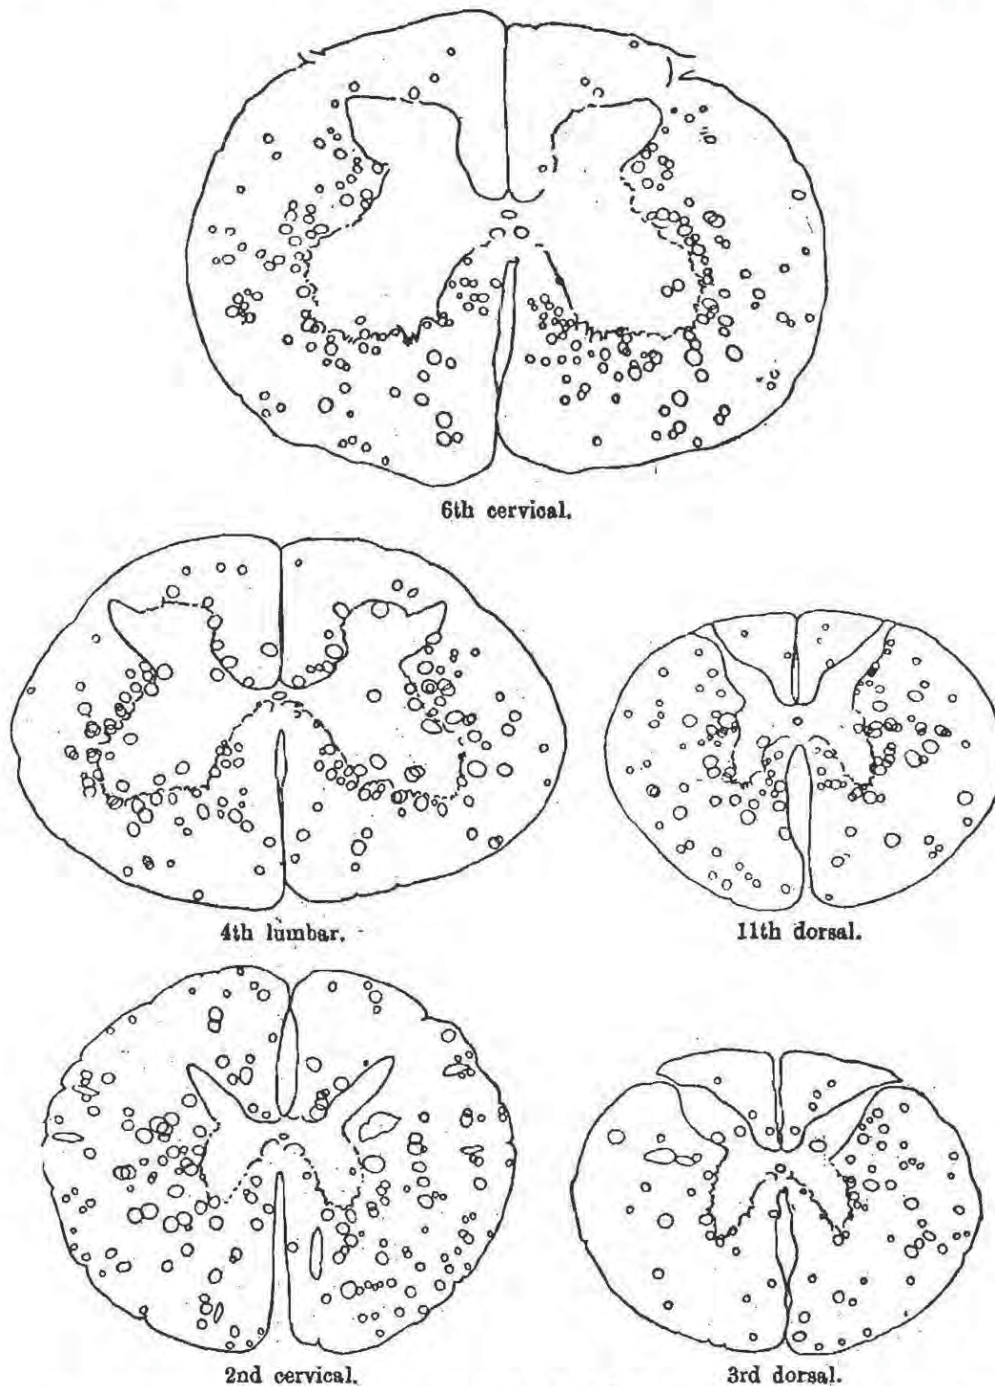 6th cervical.
4th lumbar.
11th dorsal.
2nd cervical.
3rd dorsal.